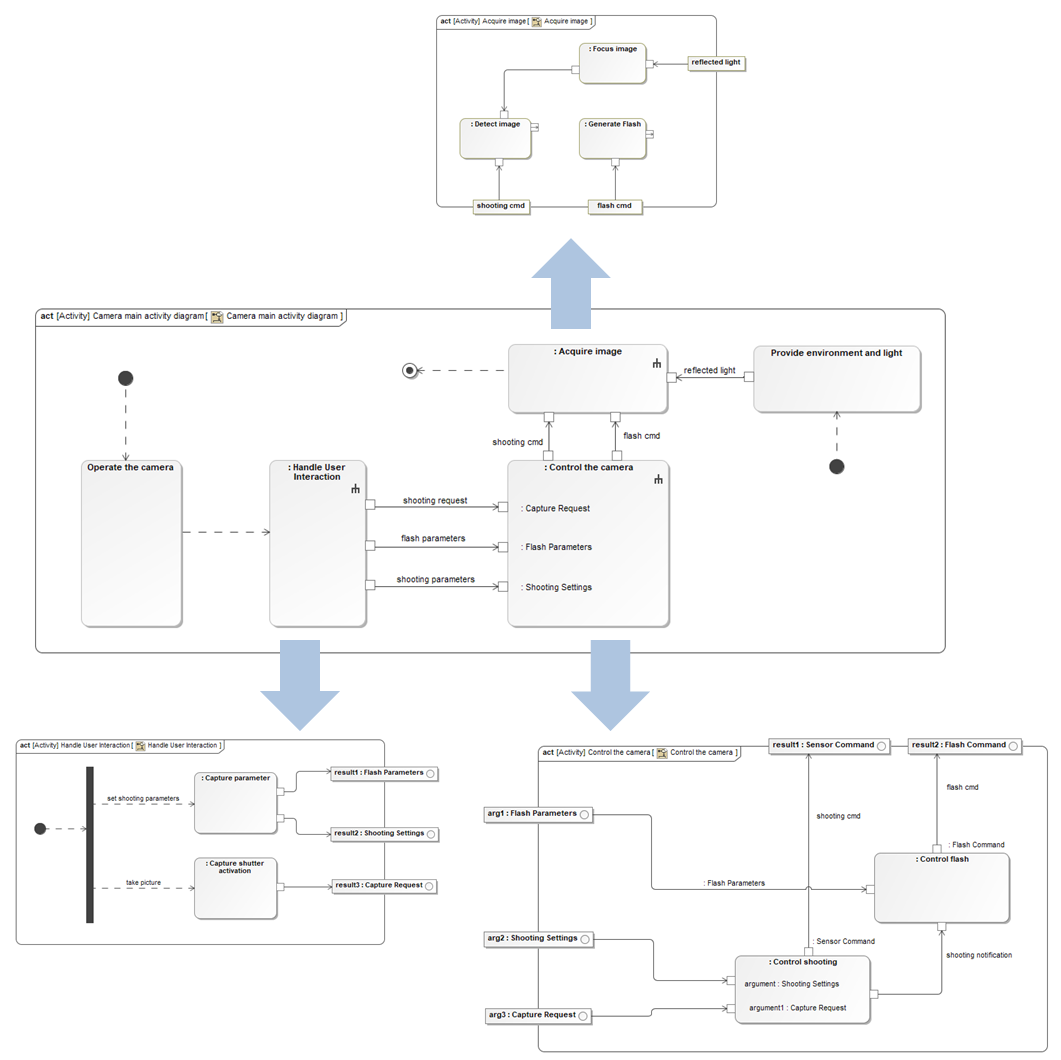 act [Activity] Acquire image[ Acquire image ]
: Focus image
reflected light
: Detect image
: Generate Flash
shooting cmd
flash cmd
act [Activity] Camera main activity diagram[ Camera main activity diagram ]
: Acquire image
reflected light
Provide environment and light
shooting cmd
flash cmd
Operate the camera
: Handle User
Interaction
: Control the camera
shooting request
: Capture Request
flash parameters
: Flash Parameters
shooting parameters
: Shooting Settings
act [Activity] Handle User Interaction[ Handle User Interaction ]
: Capture parameter
result1 : Flash Parameters
set shooting parameters
result2 : Shooting Settings
: Capture shutter
activation
take picture
result3 : Capture Request
act [Activity] Control the camera[ Control the camera ]
result1 : Sensor Command
result2 : Flash Command
flash cmd
arg1 : Flash Parameters
shooting cmd
: Flash Command
: Control flash
: Flash Parameters
arg2 : Shooting Settings
: Sensor Command
shooting notification
: Control shooting
argument : Shooting Settings
argument1 : Capture Request
arg3 : Capture Request